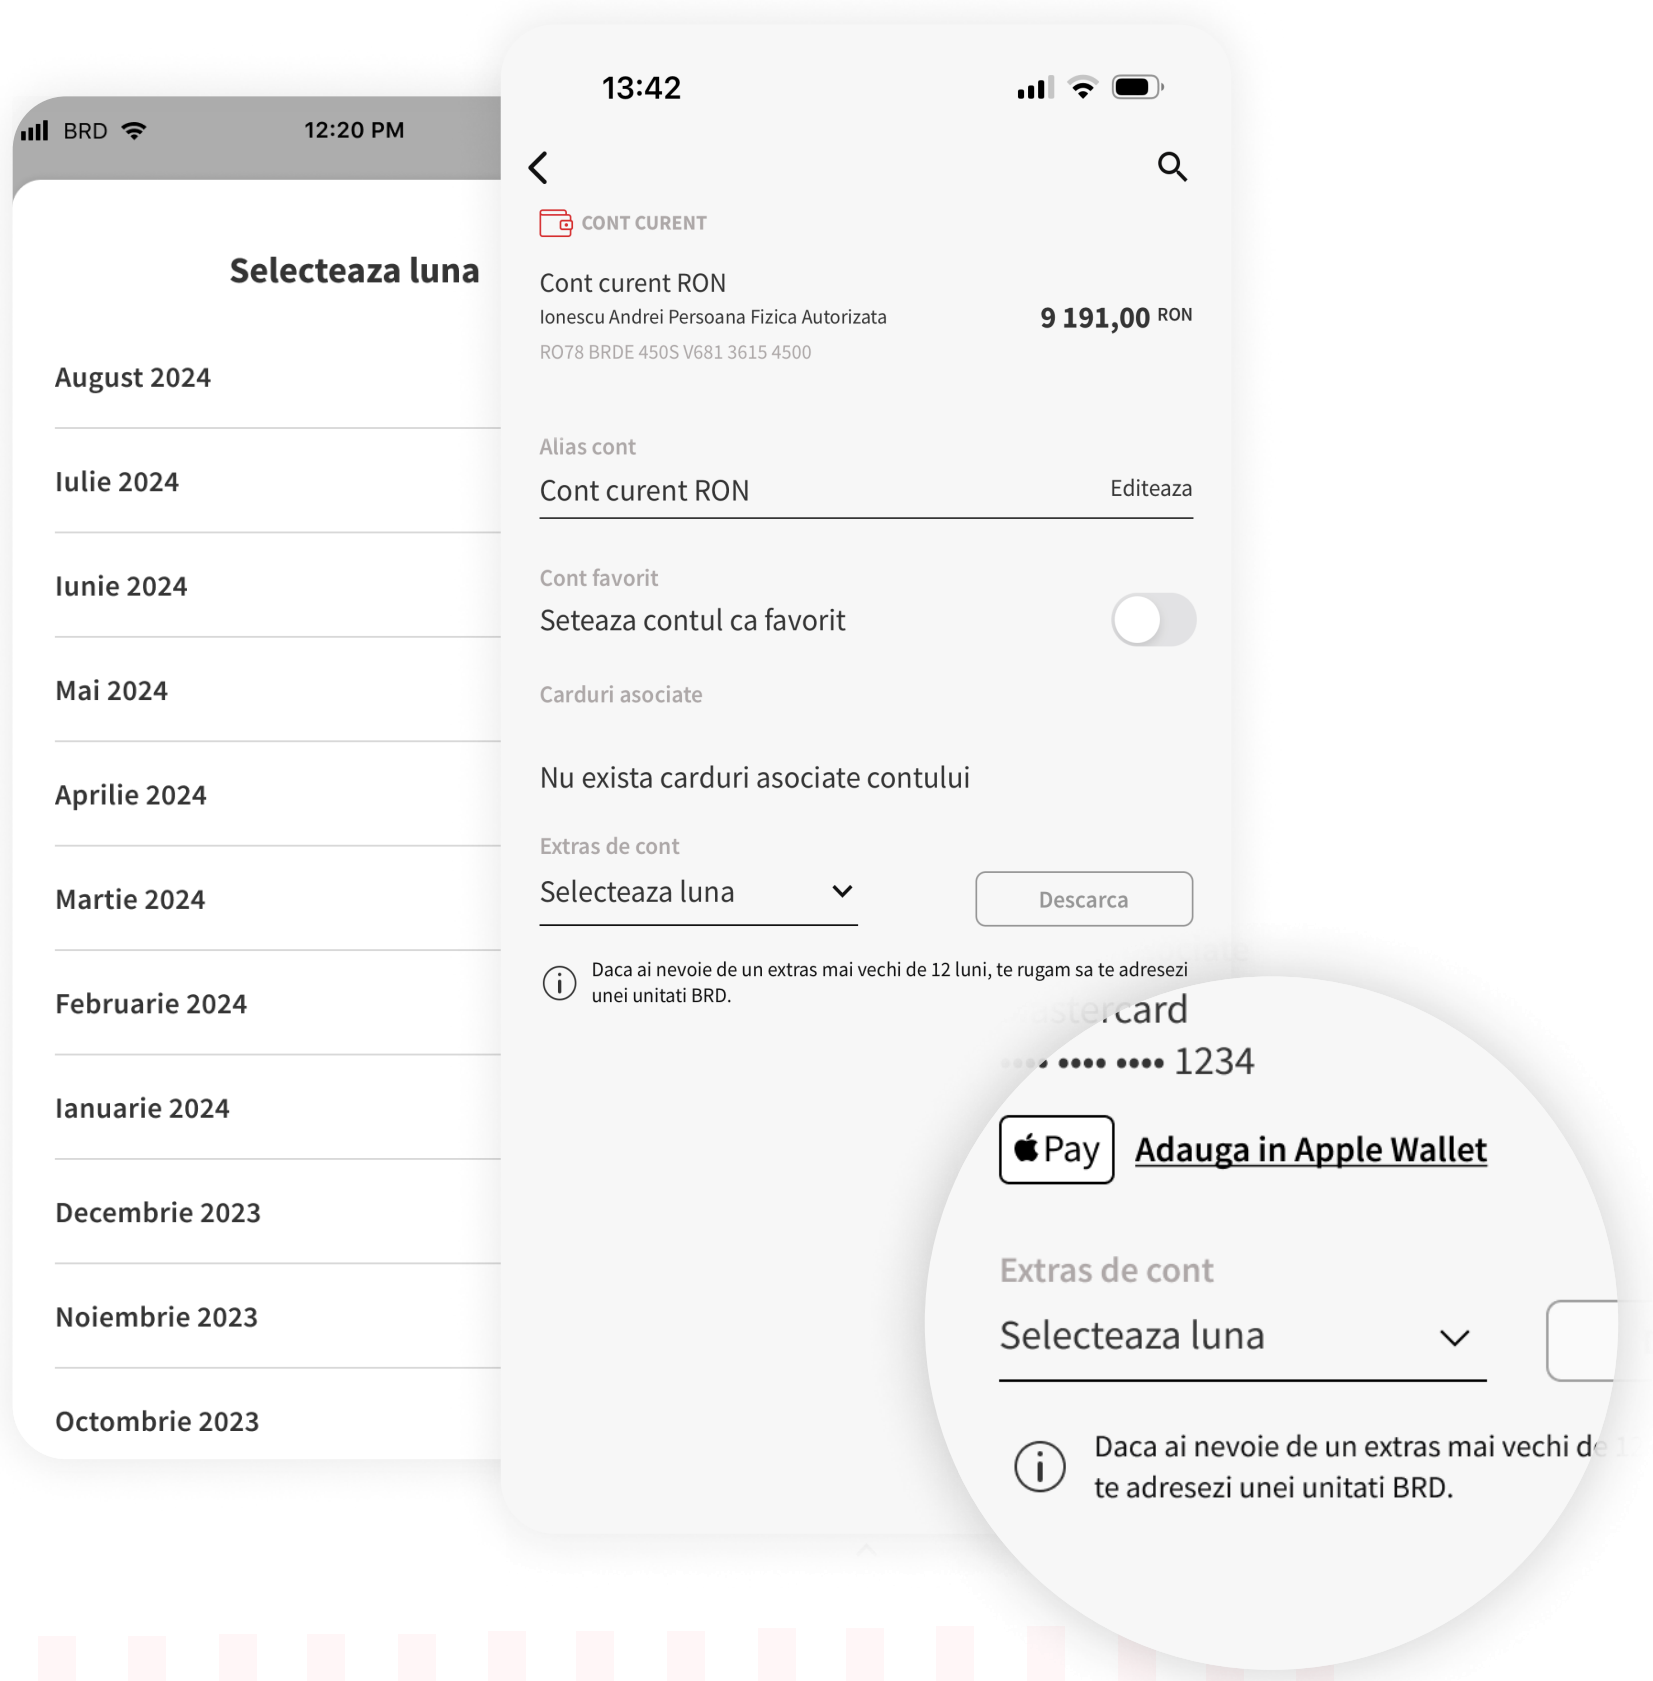 BRD
12:20 PM
Selecteaza luna
August 2024
Iulie 2024
Iunie 2024
Mai 2024
Aprilie 2024
Martie 2024
Februarie 2024
Ianuarie 2024
Decembrie 2023
Noiembrie 2023
Octombrie 2023
13:42
CONT CURENT
Cont curent RON
Ionescu Andrei Persoana Fizica Autorizata
9 191,00 RON
RO78 BRDE 450S V681 3615 4500
Alias cont
Cont curent RON
Editeaza
Cont favorit
Seteaza contul ca favorit
Carduri asociate
Nu exista carduri asociate contului
Extras de cont
Selecteaza luna
Descarca
Daca ai nevoie de un extras mai vechi de 12 luni, te rugam sa te adresezi
unei unitati BRD.
•••• •••• •••• 1234
Pay
Adauga in Apple Wallet
Extras de cont
Selecteaza luna
Daca ai nevoie de un extras mai vechi de
te adresezi unei unitati BRD.